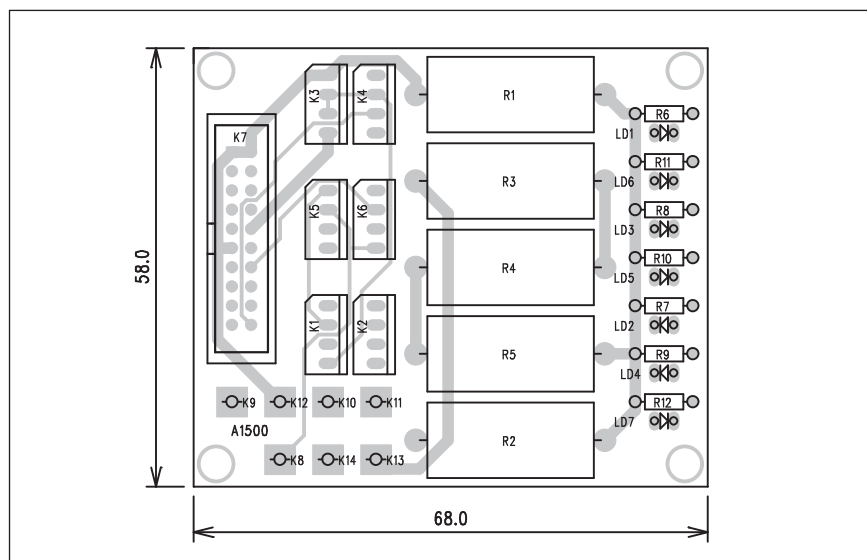 K3 K4 R1
K7
R6
LD1
R11
R3
LD6
K5 K6
R8
LD3
R4
R10
LD5
58.0
K1 K2
R7
LD2
R5
R9
LD4
K9 K12 K10 K11
R12
LD7
A1500
R2
K8 K14 K13
68.0